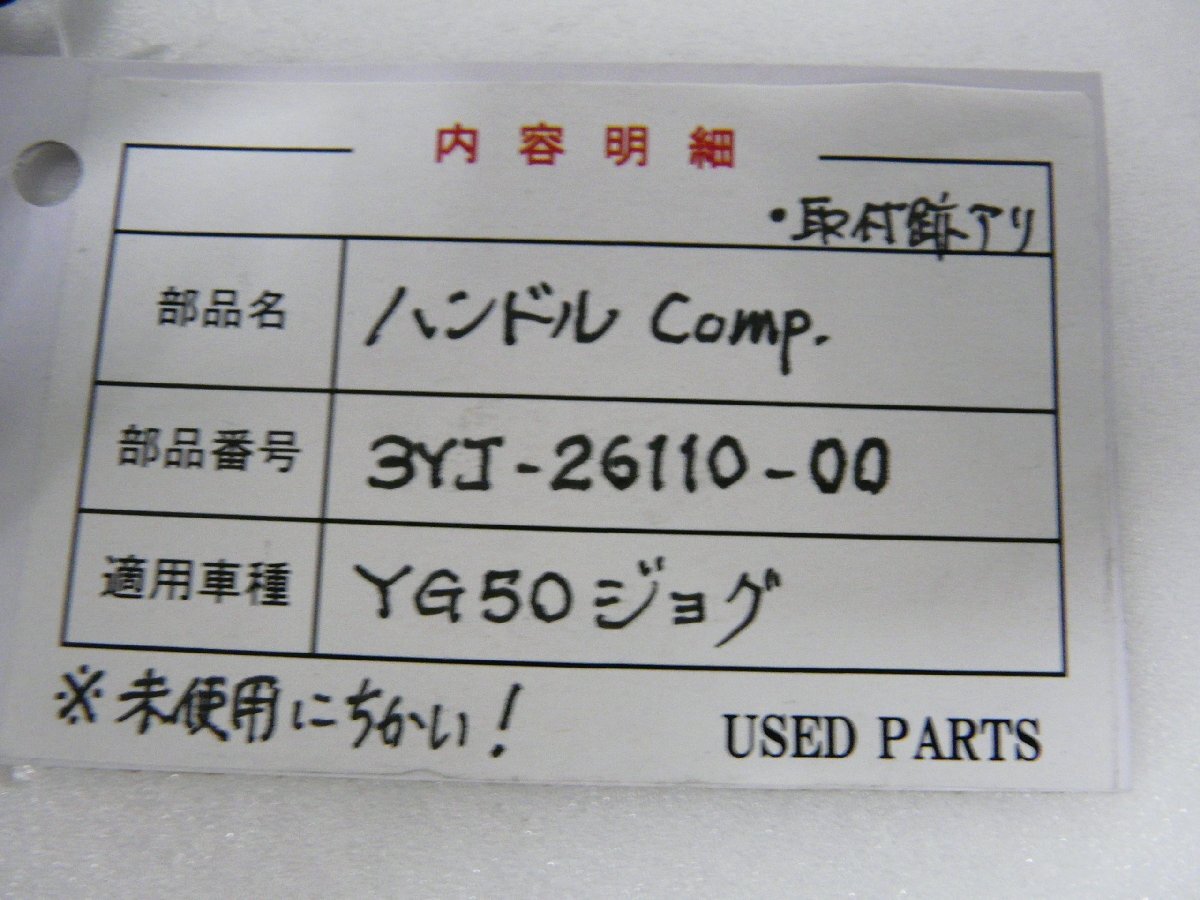 内容明細
・取付跡アリ
部品名 ハンドル Comp.
部品番号 3YJ-26110-00
適用車種 YG50ジョグ
※未使用にちかい!
USED PARTS